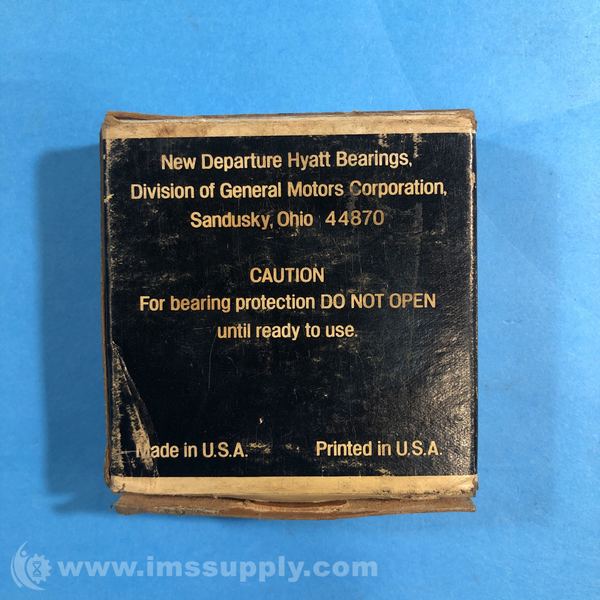 New Departure Hyatt Bearings,
Division of General Motors Corporation,
Sandusky, Ohio 44870
CAUTION
For bearing protection DO NOT OPEN
until ready to use.
Made in U.S.A. Printed in U.S.A.
www.imssupply.com